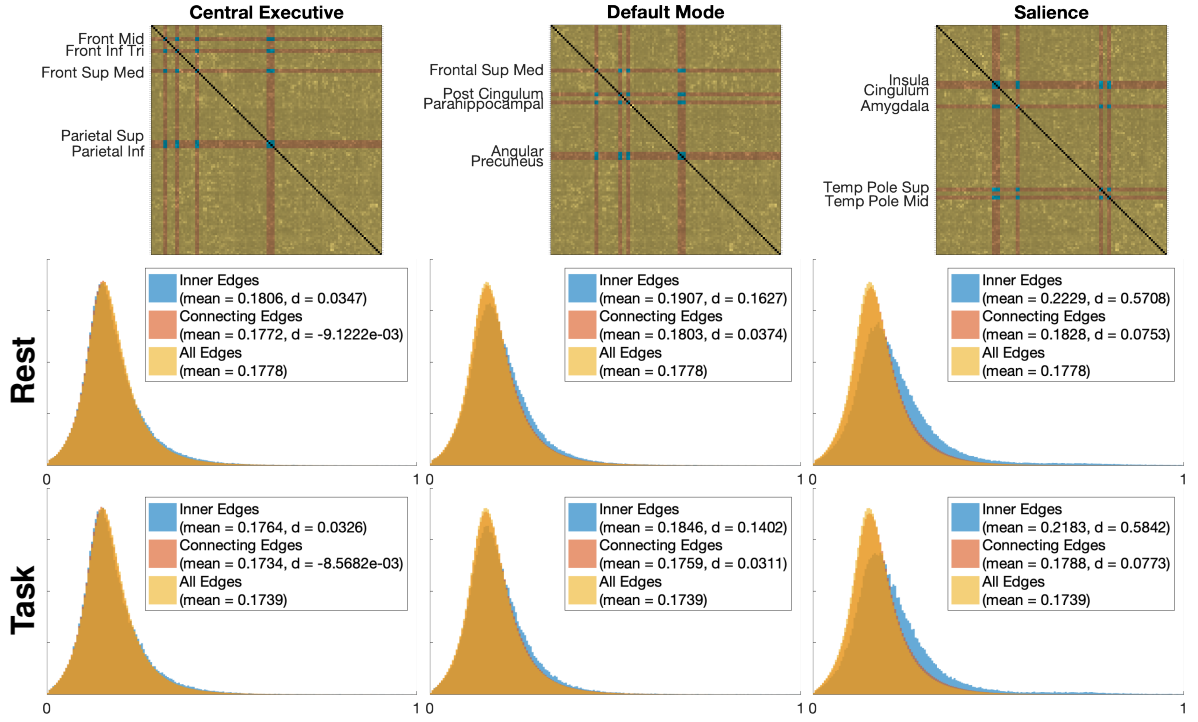 Central Executive
Default Mode
Salience
Front Mid
Front Inf Tri
Front Sup Med
Parietal Sup
Parietal Inf
Frontal Sup Med
Post Cingulum
Parahippocampal
Angular
Precuneus
Insula
Cingulum
Amygdala
Temp Pole Sup
Temp Pole Mid
Rest
Inner Edges
(mean = 0.1806, d = 0.0347)
Connecting Edges
(mean = 0.1772, d = -9.1222e-03)
All Edges
(mean = 0.1778)
0
1
Inner Edges
(mean = 0.1907, d = 0.1627)
Connecting Edges
(mean = 0.1803, d = 0.0374)
All Edges
(mean = 0.1778)
0
1
Inner Edges
(mean = 0.2229, d = 0.5708)
Connecting Edges
(mean = 0.1828, d = 0.0753)
All Edges
(mean = 0.1778)
0
1
Task
Inner Edges
(mean = 0.1764, d = 0.0326)
Connecting Edges
(mean = 0.1734, d = -8.5682e-03)
All Edges
(mean = 0.1739)
0
1
Inner Edges
(mean = 0.1846, d = 0.1402)
Connecting Edges
(mean = 0.1759, d = 0.0311)
All Edges
(mean = 0.1739)
0
1
Inner Edges
(mean = 0.2183, d = 0.5842)
Connecting Edges
(mean = 0.1788, d = 0.0773)
All Edges
(mean = 0.1739)
0
1